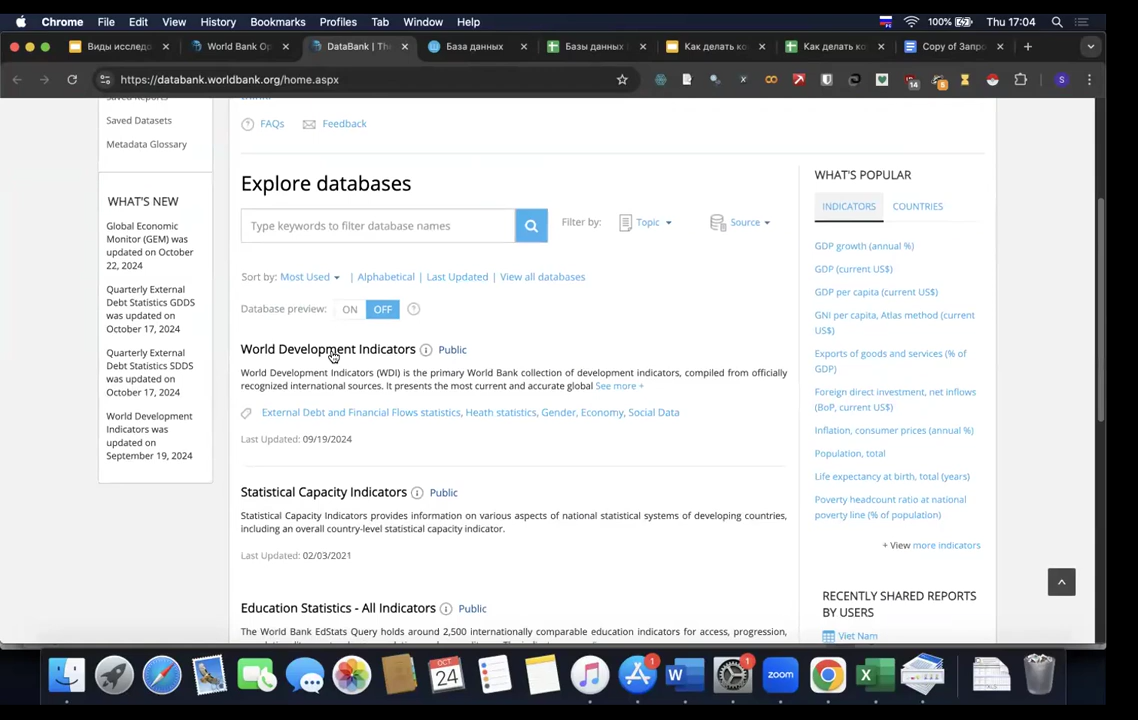 Chrome File Edit View History Bookmarks Profiles Tab Window Help 100% Thu 17:04
Виды исследо World Bank Op DataBank | Th База данных Базы данных Как делать ко Как делать ко Copy of Запро
https://databank.worldbank.org/home.aspx
14 5 S
Saved Reports
Saved Datasets
Metadata Glossary
WHAT'S NEW
Global Economic
Monitor (GEM) was
updated on October
22, 2024
Quarterly External
Debt Statistics GDDS
was updated on
October 17, 2024
Quarterly External
Debt Statistics SDDS
was updated on
October 17, 2024
World Development
Indicators was
updated on
September 19, 2024
FAQs Feedback
Explore databases
Type keywords to filter database names
Filter by: Topic Source
Sort by: Most Used | Alphabetical | Last Updated | View all databases
Database preview: ON OFF ?
World Development Indicators Public
World Development Indicators (WDI) is the primary World Bank collection of development indicators, compiled from officially
recognized international sources. It presents the most current and accurate global See more +
External Debt and Financial Flows statistics, Heath statistics, Gender, Economy, Social Data
Last Updated: 09/19/2024
Statistical Capacity Indicators Public
Statistical Capacity Indicators provides information on various aspects of national statistical systems of developing countries,
including an overall country-level statistical capacity indicator.
Last Updated: 02/03/2021
Education Statistics - All Indicators Public
The World Bank EdStats Query holds around 2,500 internationally comparable education indicators for access, progression,
WHAT'S POPULAR
INDICATORS COUNTRIES
GDP growth (annual %)
GDP (current US$)
GDP per capita (current US$)
GNI per capita, Atlas method (current
US$)
Exports of goods and services (% of
GDP)
Foreign direct investment, net inflows
(BoP, current US$)
Inflation, consumer prices (annual %)
Population, total
Life expectancy at birth, total (years)
Poverty headcount ratio at national
poverty line (% of population)
+ View more indicators
RECENTLY SHARED REPORTS
BY USERS
Viet Nam
OCT
24
1
W
1
zoom
X